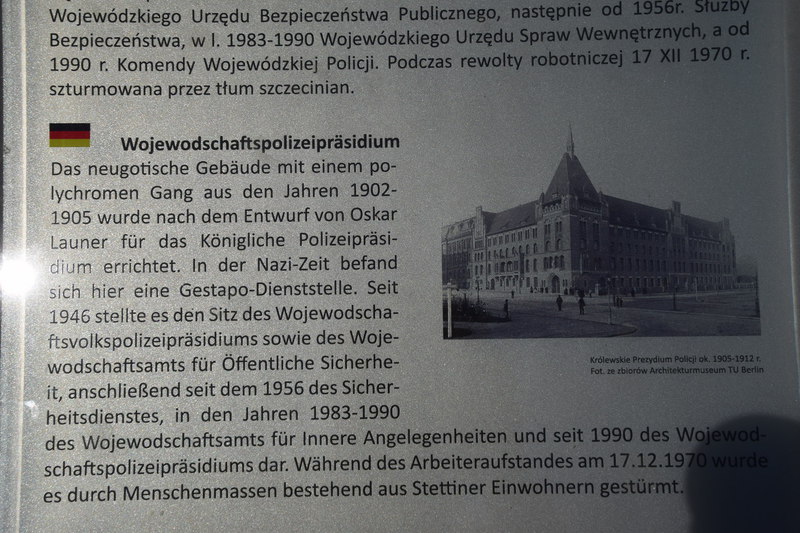 Wojewódzkiego Urzędu Bezpieczeństwa Publicznego, następnie od 1956r. Służby
Bezpieczeństwa, w l. 1983-1990 Wojewódzkiego Urzędu Spraw Wewnętrznych, a od
1990 r. Komendy Wojewódzkiej Policji. Podczas rewolty robotniczej 17 XII 1970 r.
szturmowana przez tłum szczecinian.
Wojewodschaftspolizeipräsidium
Das neugotische Gebäude mit einem po-
lychromen Gang aus den Jahren 1902-
1905 wurde nach dem Entwurf von Oskar
Launer für das Königliche Polizeipräsi-
dium errichtet. In der Nazi-Zeit befand
sich hier eine Gestapo-Dienststelle. Seit
1946 stellte es den Sitz des Wojewodscha-
ftsvolkspolizeipräsidiums sowie des Woje-
wodschaftsamts für Öffentliche Sicherhe-
it, anschließend seit dem 1956 des Sicher-
heitsdienstes, in den Jahren 1983-1990
des Wojewodschaftsamts für Innere Angelegenheiten und seit 1990 des Wojewod-
schaftspolizeipräsidiums dar. Während des Arbeiteraufstandes am 17.12.1970 wurde
es durch Menschenmassen bestehend aus Stettiner Einwohnern gestürmt.
Królewskie Prezydium Policji ok. 1905-1912 r.
Fot. ze zbiorów Architekturmuseum TU Berlin